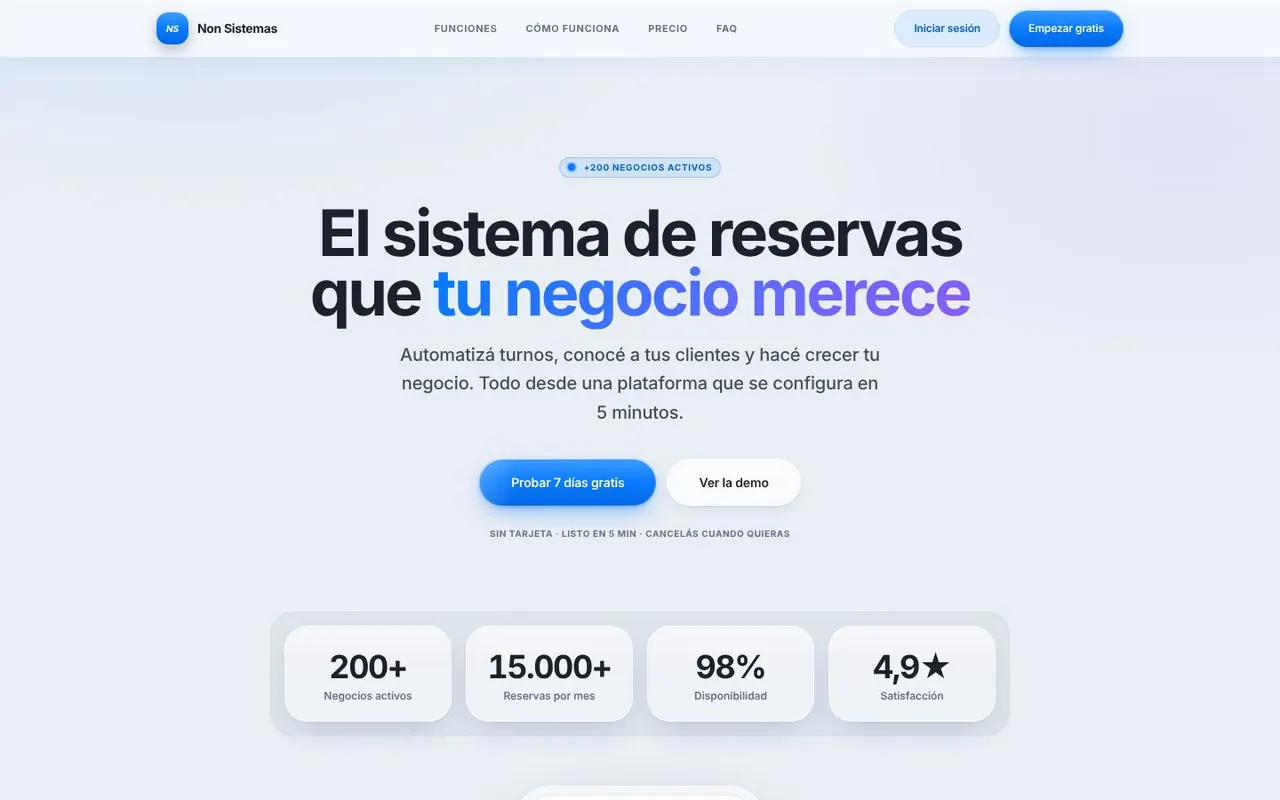 NS
Non Sistemas
FUNCIONES
CÓMO FUNCIONA
PRECIO
FAQ
Iniciar sesión
Empezar gratis
+200 NEGOCIOS ACTIVOS
El sistema de reservas
que tu negocio merece
Automatizá turnos, conocé a tus clientes y hacé crecer tu
negocio. Todo desde una plataforma que se configura en
5 minutos.
Probar 7 días gratis
Ver la demo
SIN TARJETA · LISTO EN 5 MIN · CANCELÁS CUANDO QUIERAS
200+
Negocios activos
15.000+
Reservas por mes
98%
Disponibilidad
4,9★
Satisfacción